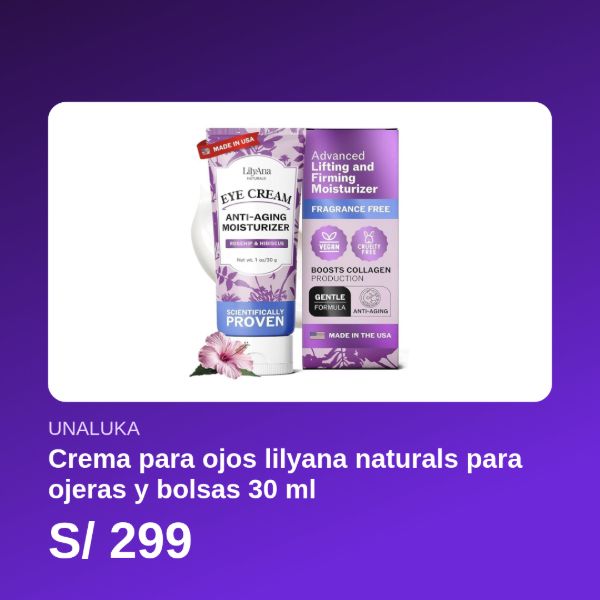 MADE IN USA
LilyAna
NATURALS
EYE CREAM
ANTI-AGING
MOISTURIZER
ROSEHIP & HIBISCUS
Net wt. 1 oz/30 g
SCIENTIFICALLY
PROVEN
Advanced
Lifting and
Firming
Moisturizer
FRAGRANCE FREE
VEGAN
CRUELTY
FREE
BOOSTS COLLAGEN
PRODUCTION
GENTLE
FORMULA
ANTI-AGING
MADE IN THE USA
UNALUKA
Crema para ojos lilyana naturals para
ojeras y bolsas 30 ml
S/ 299